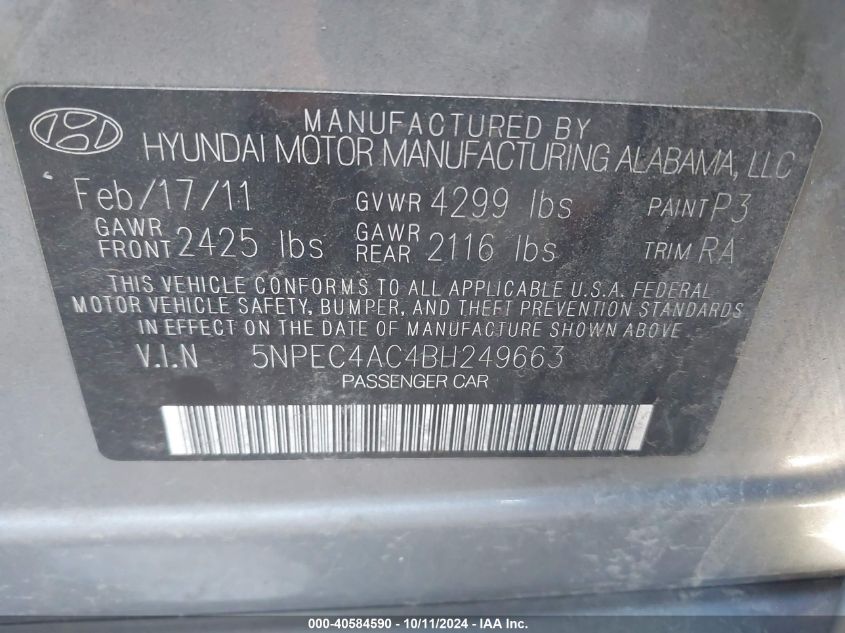 MANUFACTURED BY
HYUNDAI MOTOR MANUFACTURING ALABAMA, LLC
Feb/17/11 GVWR 4299 lbs PAINT P3
GAWR FRONT 2425 lbs GAWR REAR 2116 lbs TRIM RA
THIS VEHICLE CONFORMS TO ALL APPLICABLE U.S.A. FEDERAL
MOTOR VEHICLE SAFETY, BUMPER, AND THEFT PREVENTION STANDARDS
IN EFFECT ON THE DATE OF MANUFACTURE SHOWN ABOVE
V.I.N 5NPEC4AC4BH249663
PASSENGER CAR
000-40584590 - 10/11/2024 - IAA Inc.